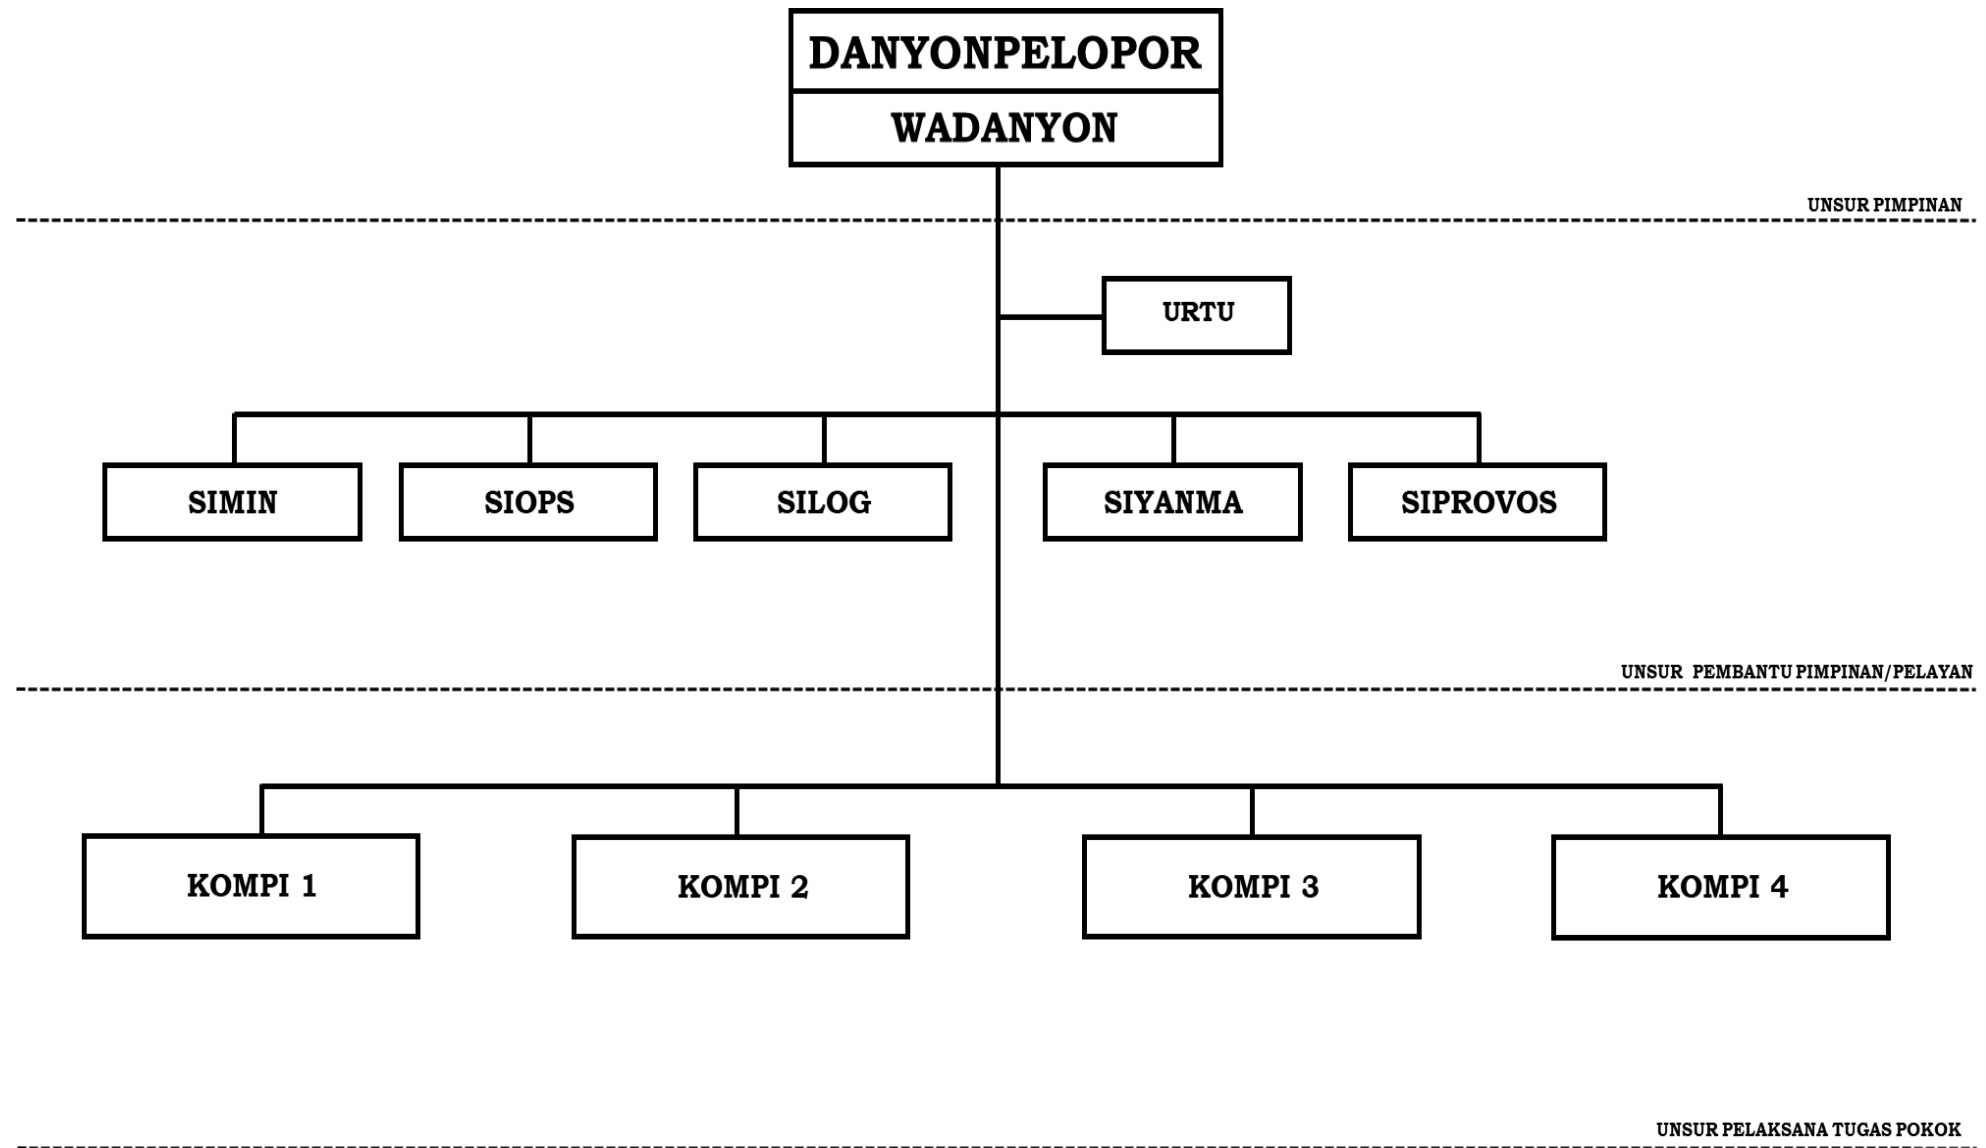 DANYONPELOPOR
WADANYON
UNSUR PIMPINAN
URTU
SIMIN
SIOPS
SILOG
SIYANMA
SIPROVOS
UNSUR PEMBANTU PIMPINAN/PELAYAN
KOMPI 1
KOMPI 2
KOMPI 3
KOMPI 4
UNSUR PELAKSANA TUGAS POKOK